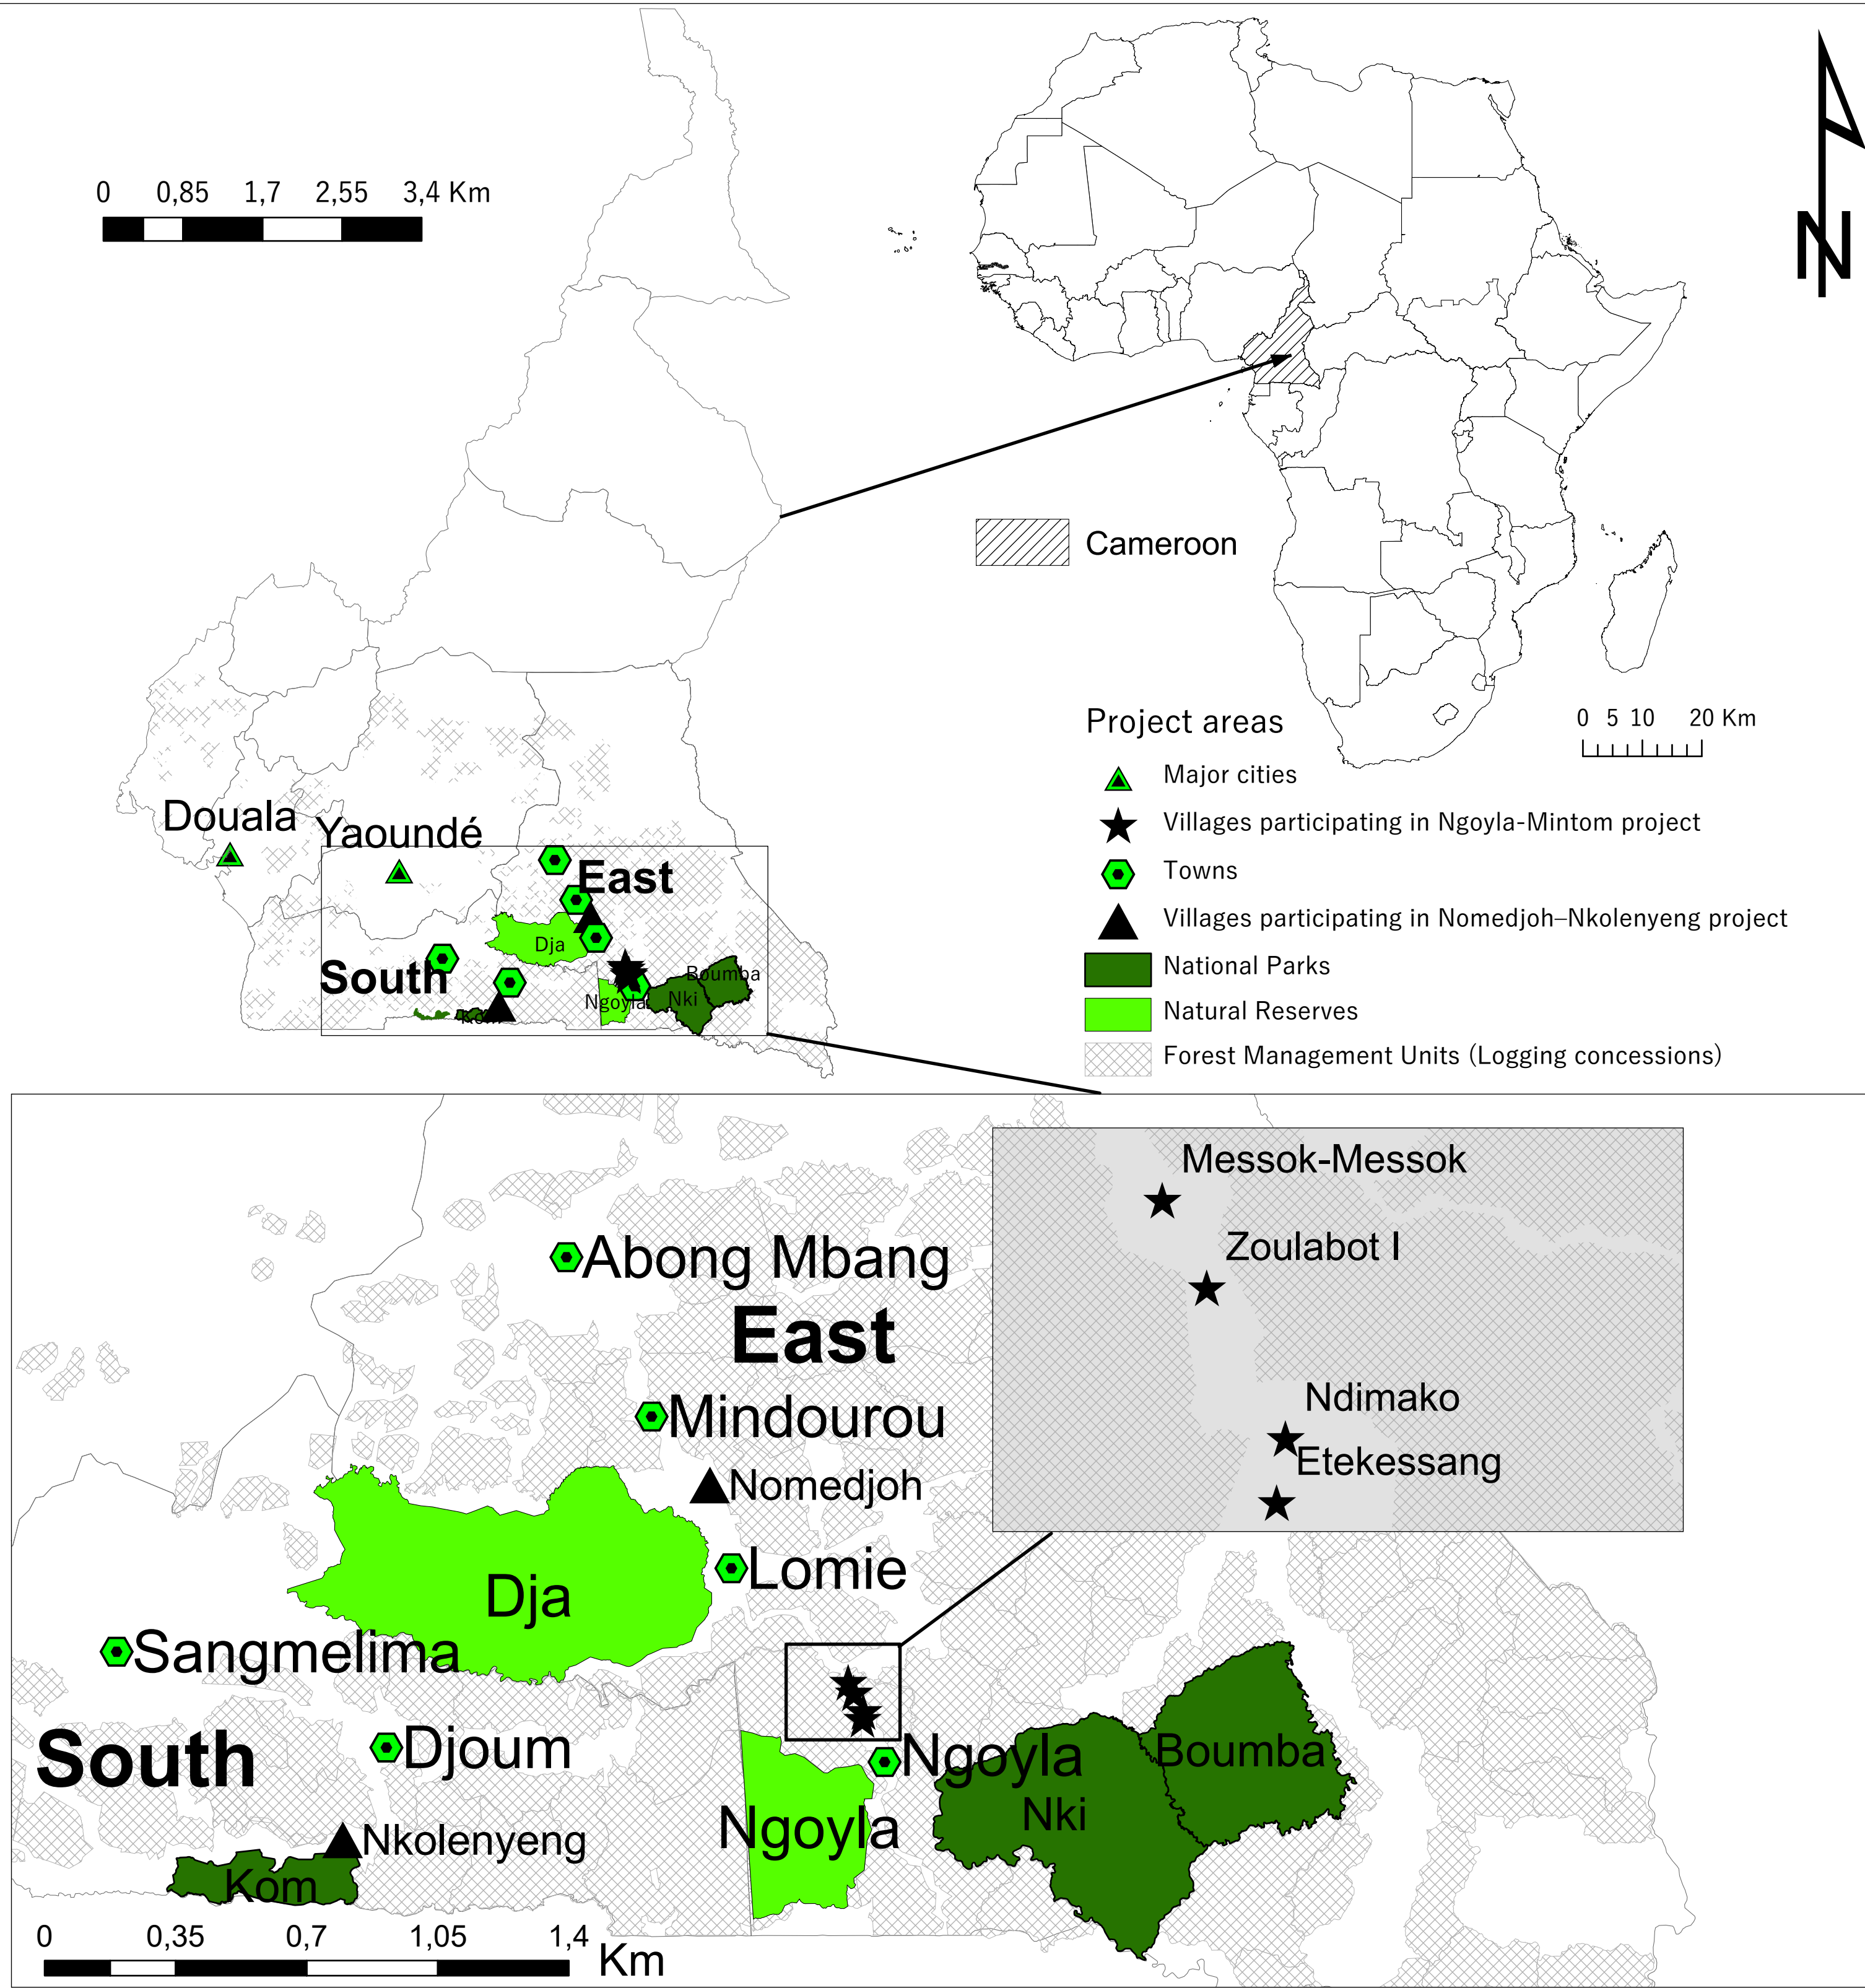 0 0,85 1,7 2,55 3,4 Km
N
Cameroon
Project areas
0 5 10 20 Km
Major cities
Villages participating in Ngoyla-Mintom project
Towns
Villages participating in Nomedjoh–Nkolenyeng project
National Parks
Natural Reserves
Forest Management Units (Logging concessions)
Douala
Yaoundé
East
Dja
South
Boumba
Ngoyla
Nki
Kom
Messok-Messok
Zoulabot I
Ndimako
Etekessang
Abong Mbang
East
Mindourou
Nomedjoh
Lomie
Dja
Sangmelima
South
Djoum
Ngoyla
Boumba
Nki
Ngoyla
Nkolenyeng
Kom
0 0,35 0,7 1,05 1,4 Km